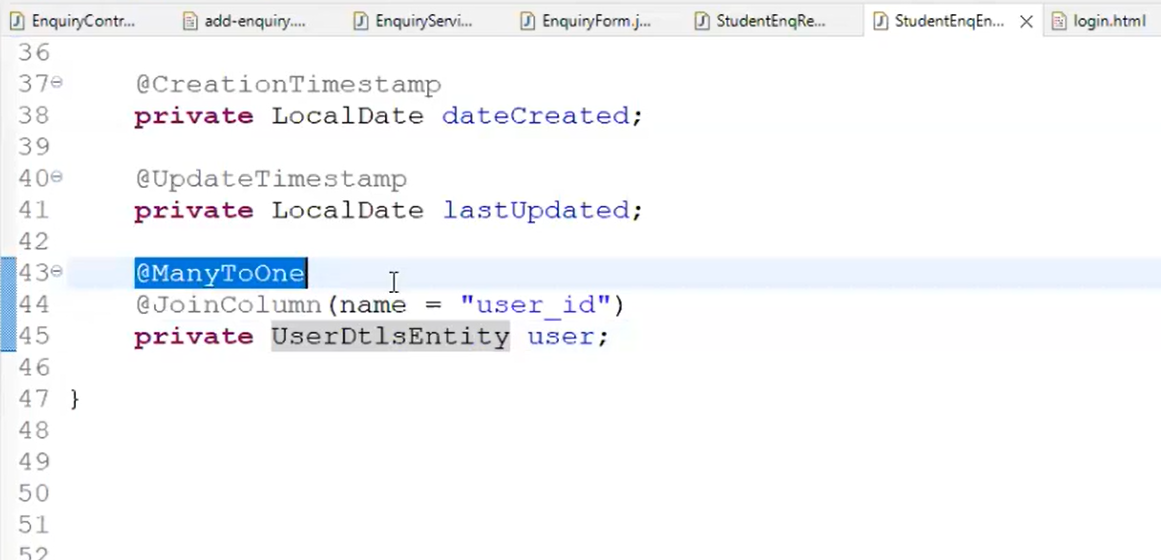 EnquiryContr... add-enquiry.... EnquiryServi... EnquiryForm.j... StudentEnqRe... StudentEnqEn... login.html
36
37 @CreationTimestamp
38 private LocalDate dateCreated;
39
40 @UpdateTimestamp
41 private LocalDate lastUpdated;
42
43 @ManyToOne
44 @JoinColumn(name = "user_id")
45 private UserDtlsEntity user;
46
47 }
48
49
50
51
52